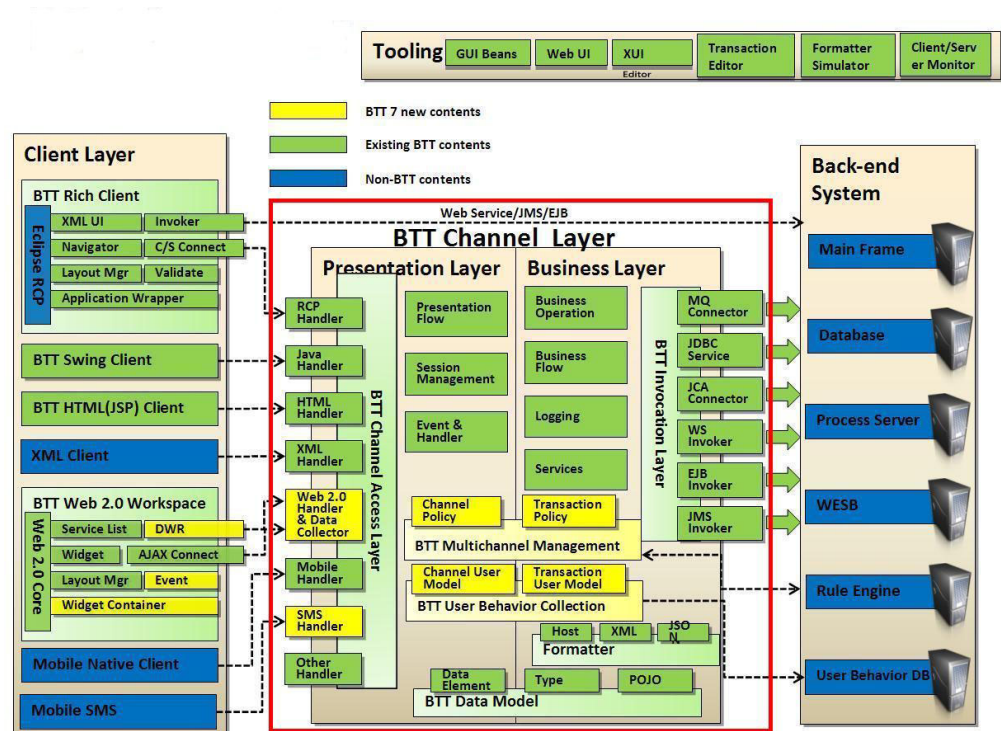 Tooling
GUI Beans
Web UI
XUI
Editor
Transaction
Editor
Formatter
Simulator
Client/Serv
er Monitor
BTT 7 new contents
Existing BTT contents
Non-BTT contents
Client Layer
BTT Rich Client
Eclipse RCP
XML UI
Invoker
Navigator
C/S Connect
Layout Mgr
Validate
Application Wrapper
BTT Swing Client
BTT HTML(JSP) Client
XML Client
BTT Web 2.0 Workspace
Web 2.0 Core
Service List
DWR
Widget
AJAX Connect
Layout Mgr
Event
Widget Container
Mobile Native Client
Mobile SMS
Web Service/JMS/EJB
BTT Channel Layer
Presentation Layer
Business Layer
RCP
Handler
Java
Handler
HTML
Handler
XML
Handler
Web 2.0
Handler
& Data
Collector
Mobile
Handler
SMS
Handler
Other
Handler
BTT Channel Access Layer
Presentation
Flow
Session
Management
Event &
Handler
Business
Operation
Business
Flow
Logging
Services
BTT Invocation Layer
MQ
Connector
JDBC
Service
JCA
Connector
WS
Invoker
EJB
Invoker
JMS
Invoker
Channel
Policy
Transaction
Policy
BTT Multichannel Management
Channel User
Model
Transaction
User Model
BTT User Behavior Collection
Host
XML
JSO
N
Formatter
Data
Element
Type
POJO
BTT Data Model
Back-end
System
Main Frame
Database
Process Server
WESB
Rule Engine
User Behavior DB